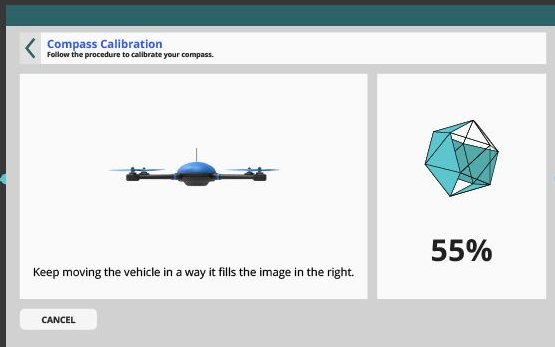 Compass Calibration
Follow the procedure to calibrate your compass.
Keep moving the vehicle in a way it fills the image in the right.
55%
CANCEL